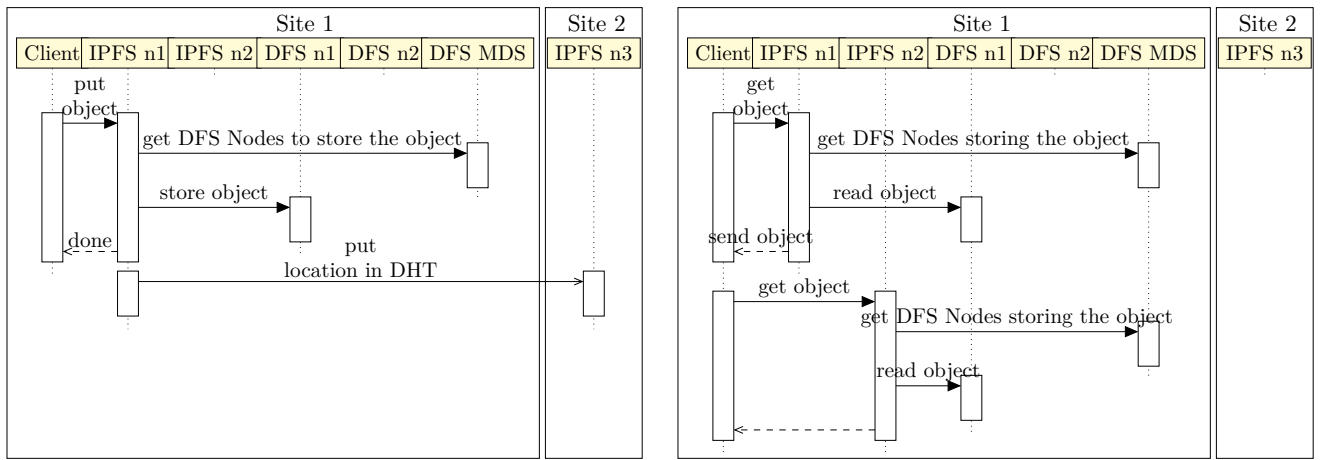 Site 1
Site 2
Client
IPFS n1
IPFS n2
DFS n1
DFS n2
DFS MDS
IPFS n3
put
object
get DFS Nodes to store the object
store object
done
put
location in DHT
Site 1
Site 2
Client
IPFS n1
IPFS n2
DFS n1
DFS n2
DFS MDS
IPFS n3
get
object
get DFS Nodes storing the object
read object
send object
get object
get DFS Nodes storing the object
read object